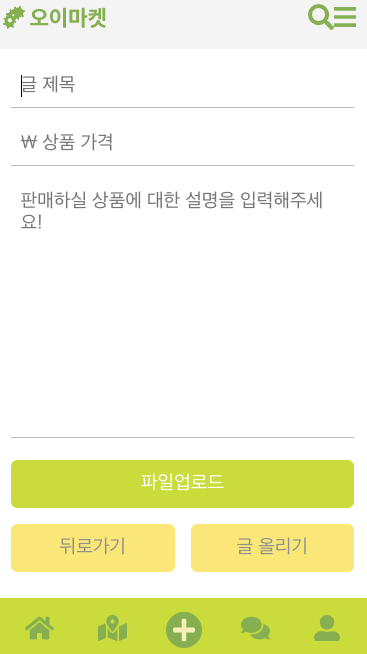 오이마켓
글 제목
₩ 상품 가격
판매하실 상품에 대한 설명을 입력해주세
요!
파일업로드
뒤로가기 글 올리기